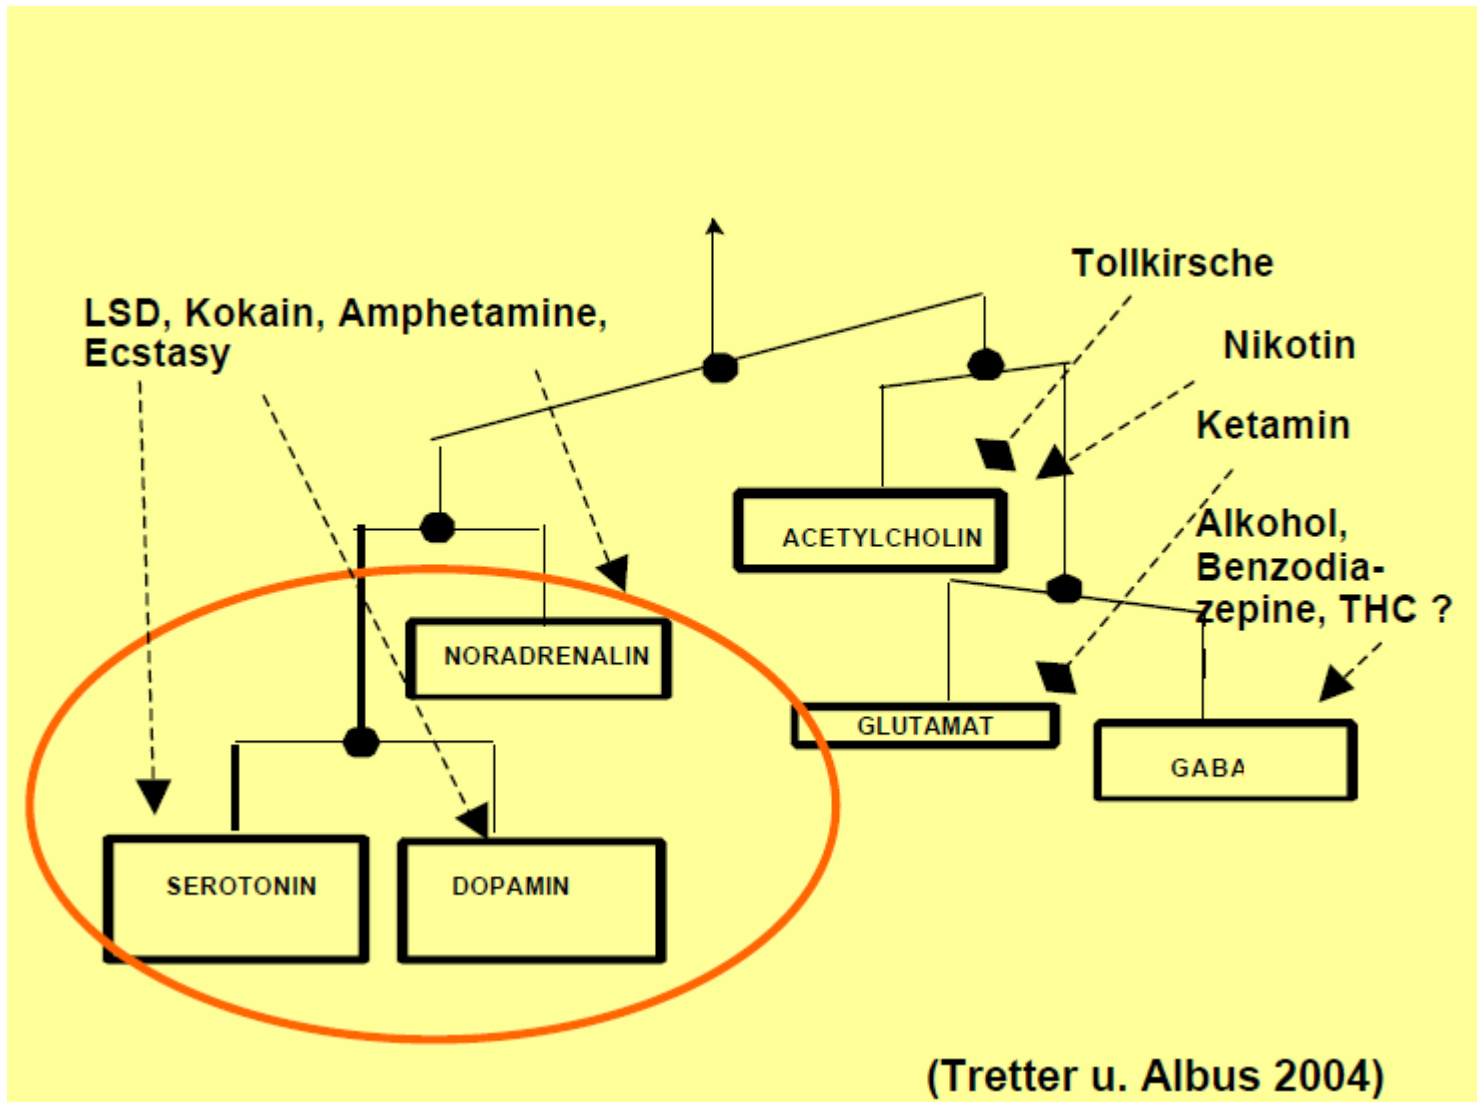 Tollkirsche
LSD, Kokain, Amphetamine,
Ecstasy
Nikotin
Ketamin
Alkohol,
Benzodia-
zepine, THC ?
ACETYLCHOLIN
NORADRENALIN
GLUTAMAT
GABA
SEROTONIN
DOPAMIN
(Tretter u. Albus 2004)